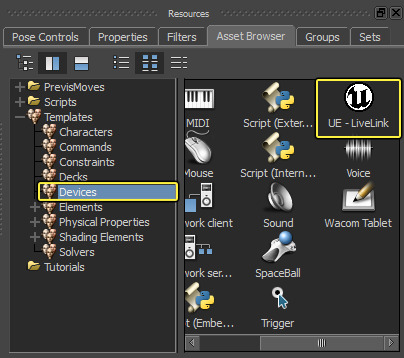 Resources
Pose Controls Properties Filters Asset Browser Groups Sets
PrevisMoves
Scripts
Templates
Characters
Commands
Constraints
Decks
Devices
Elements
Physical Properties
Shading Elements
Solvers
Tutorials
MIDI Script (Exter... UE - LiveLink
Mouse Script (Intern... Voice
work client Sound Wacom Tablet
work ser... SpaceBall
t (Embe... Trigger